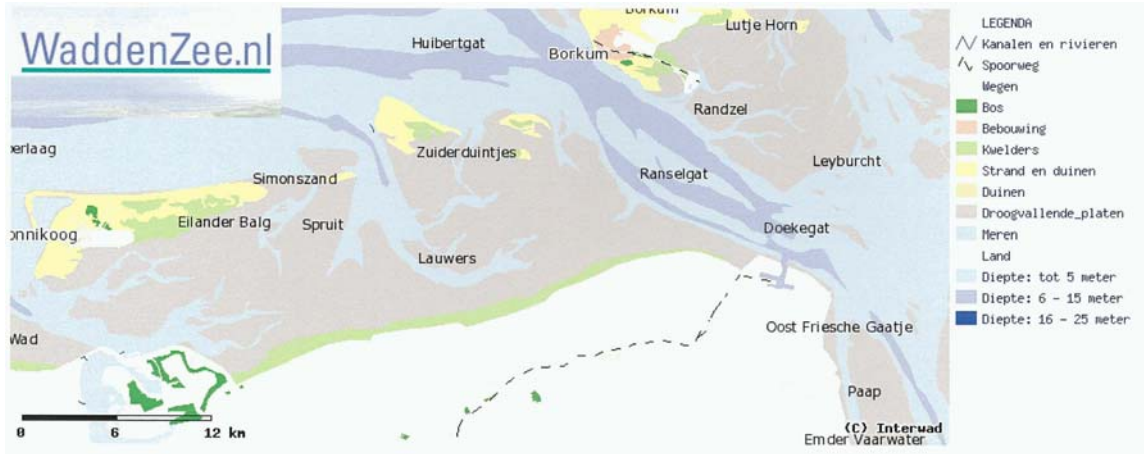 WaddenZee.nl
Borkum
Lutje Horn
Huibertgat
Borkum
Randzel
erlaag
Zuiderduintjes
Leyburcht
Simonszand
Ranselgat
Eilander Balg
Spruit
Doekegat
onnikoog
Lauwers
Oost Friesche Gaatje
Wad
Paap
0 6 12 km
(C) Interwad
Emder Vaarwater
LEGENDA
Kanalen en rivieren
Spoorweg
Wegen
Bos
Bebouwing
Kwelders
Strand en duinen
Duinen
Droogvallende_platen
Meren
Land
Diepte: tot 5 meter
Diepte: 6 - 15 meter
Diepte: 16 - 25 meter